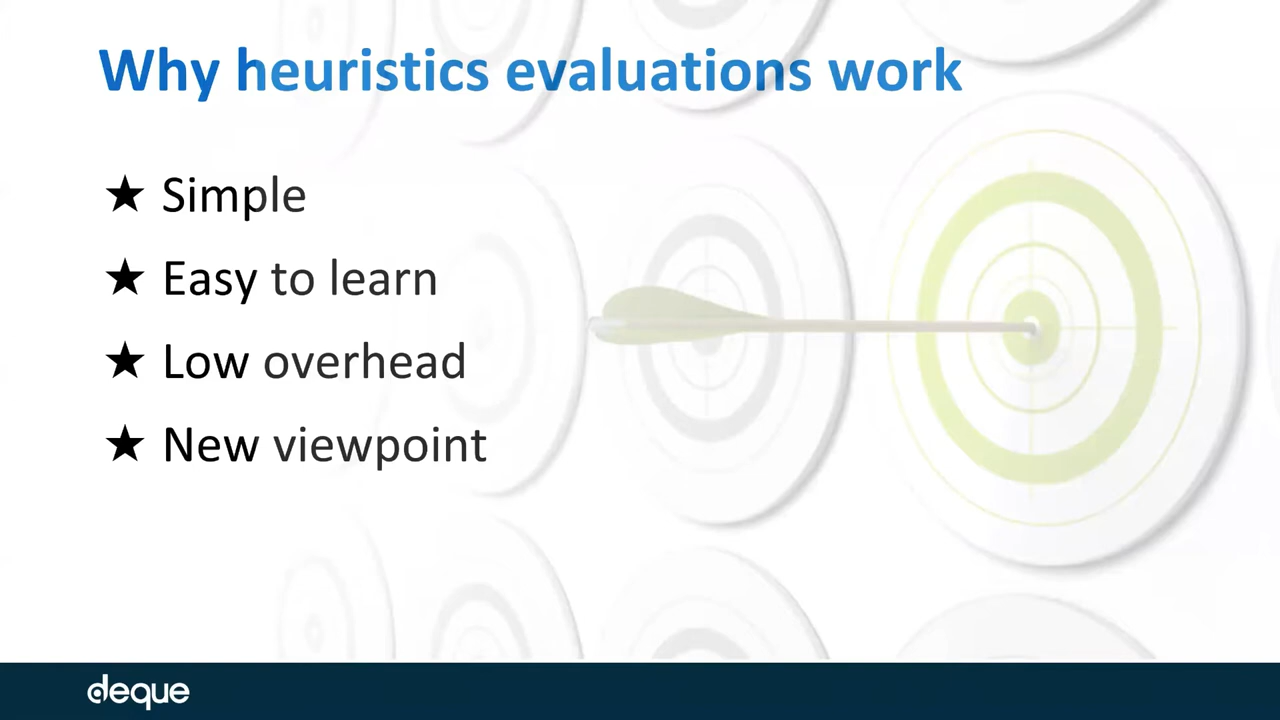 Why heuristics evaluations work
★ Simple
★ Easy to learn
★ Low overhead
★ New viewpoint
deque